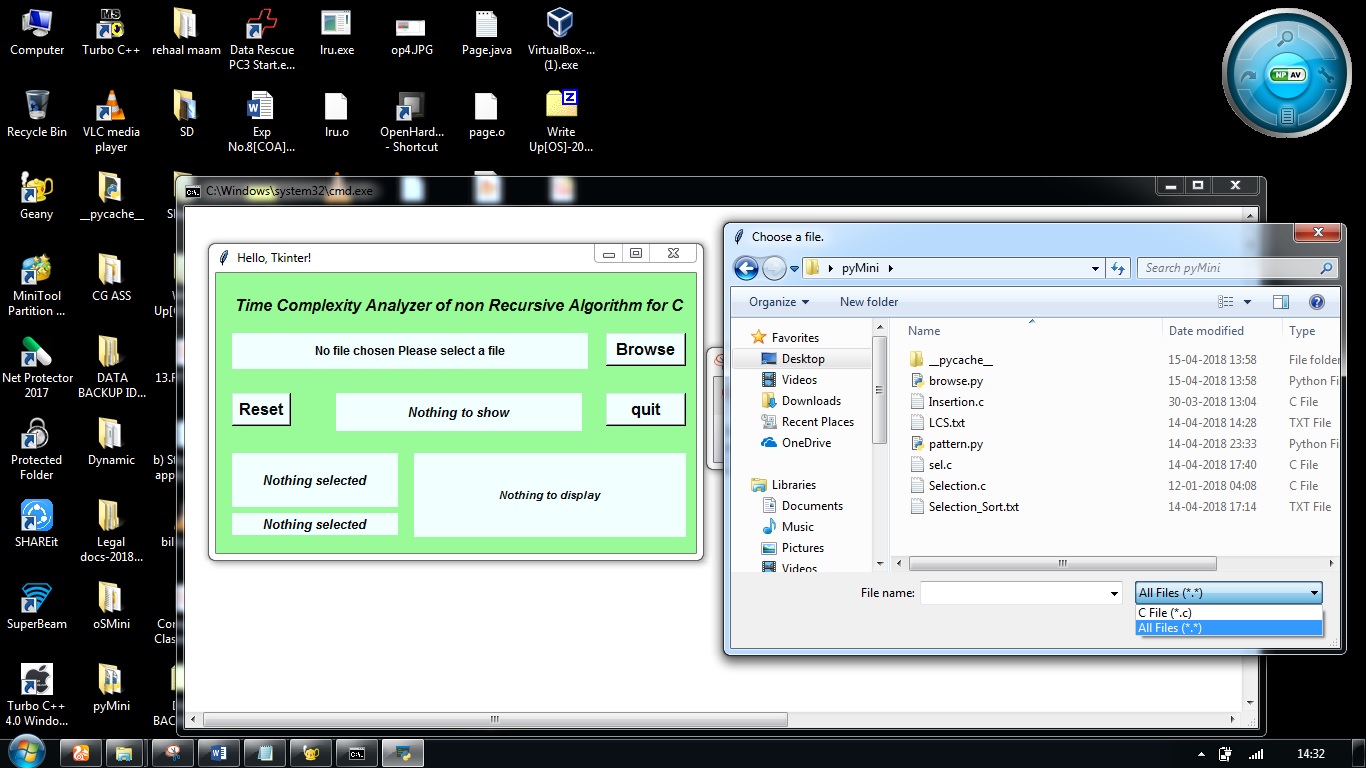 Computer
Turbo C++
rehaal maam
Data Rescue
PC3 Start.e...
lru.exe
op4.JPG
Page.java
VirtualBox-...
(1).exe
NP AV
Recycle Bin
VLC media
player
SD
Exp
No.8[COA]...
lru.o
OpenHard...
- Shortcut
page.o
Write
Up[OS]-20...
Geany
__pycache__
MiniTool
Partition ...
CG ASS
Net Protector
2017
DATA
BACKUP ID...
Protected
Folder
Dynamic
SHAREit
Legal
docs-2018...
SuperBeam
oSMini
Turbo C++
4.0 Windo...
pyMini
C:\Windows\system32\cmd.exe
Hello, Tkinter!
Time Complexity Analyzer of non Recursive Algorithm for C
No file chosen Please select a file
Browse
Reset
Nothing to show
quit
Nothing selected
Nothing to display
Nothing selected
Choose a file.
pyMini
Search pyMini
Organize
New folder
Favorites
Desktop
Videos
Downloads
Recent Places
OneDrive
Libraries
Documents
Music
Pictures
Videos
Name Date modified Type
__pycache__ 15-04-2018 13:58 File folder
browse.py 15-04-2018 13:58 Python Fi
Insertion.c 30-03-2018 13:04 C File
LCS.txt 14-04-2018 14:28 TXT File
pattern.py 14-04-2018 23:33 Python Fi
sel.c 14-04-2018 17:40 C File
Selection.c 12-01-2018 04:08 C File
Selection_Sort.txt 14-04-2018 17:14 TXT File
File name:
All Files (*.*)
C File (*.c)
All Files (*.*)
14:32